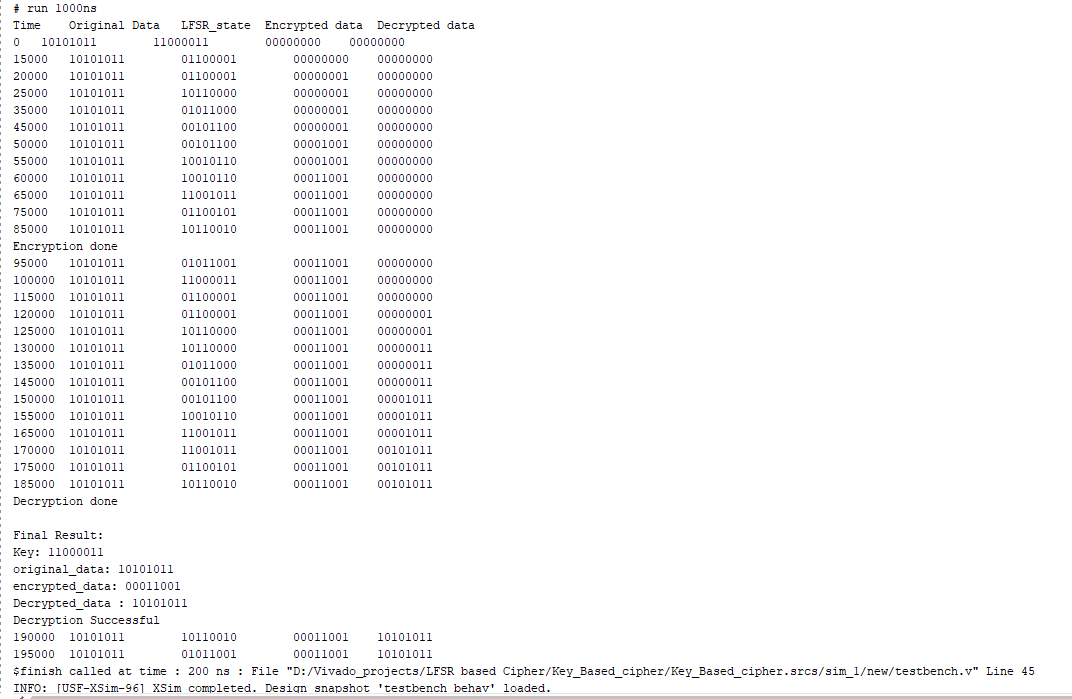 # run 1000ns
Time Original Data LFSR_state Encrypted data Decrypted data
0 10101011 11000011 00000000 00000000
15000 10101011 01100001 00000000 00000000
20000 10101011 01100001 00000001 00000000
25000 10101011 10110000 00000001 00000000
35000 10101011 01011000 00000001 00000000
45000 10101011 00101100 00000001 00000000
50000 10101011 00101100 00001001 00000000
55000 10101011 10010110 00001001 00000000
60000 10101011 10010110 00011001 00000000
65000 10101011 11001011 00011001 00000000
75000 10101011 01100101 00011001 00000000
85000 10101011 10110010 00011001 00000000
Encryption done
95000 10101011 01011001 00011001 00000000
100000 10101011 11000011 00011001 00000000
115000 10101011 01100001 00011001 00000000
120000 10101011 01100001 00011001 00000001
125000 10101011 10110000 00011001 00000001
130000 10101011 10110000 00011001 00000011
135000 10101011 01011000 00011001 00000011
145000 10101011 00101100 00011001 00000011
150000 10101011 00101100 00011001 00001011
155000 10101011 10010110 00011001 00001011
165000 10101011 11001011 00011001 00001011
170000 10101011 11001011 00011001 00101011
175000 10101011 01100101 00011001 00101011
185000 10101011 10110010 00011001 00101011
Decryption done
Final Result:
Key: 11000011
original_data: 10101011
encrypted_data: 00011001
Decrypted_data : 10101011
Decryption Successful
190000 10101011 10110010 00011001 10101011
195000 10101011 01011001 00011001 10101011
$finish called at time : 200 ns : File "D:/Vivado_projects/LFSR based Cipher/Key_Based_cipher/Key_Based_cipher.srcs/sim_1/new/testbench.v" Line 45
INFO: [USF-XSim-96] XSim completed. Design snapshot 'testbench behav' loaded.